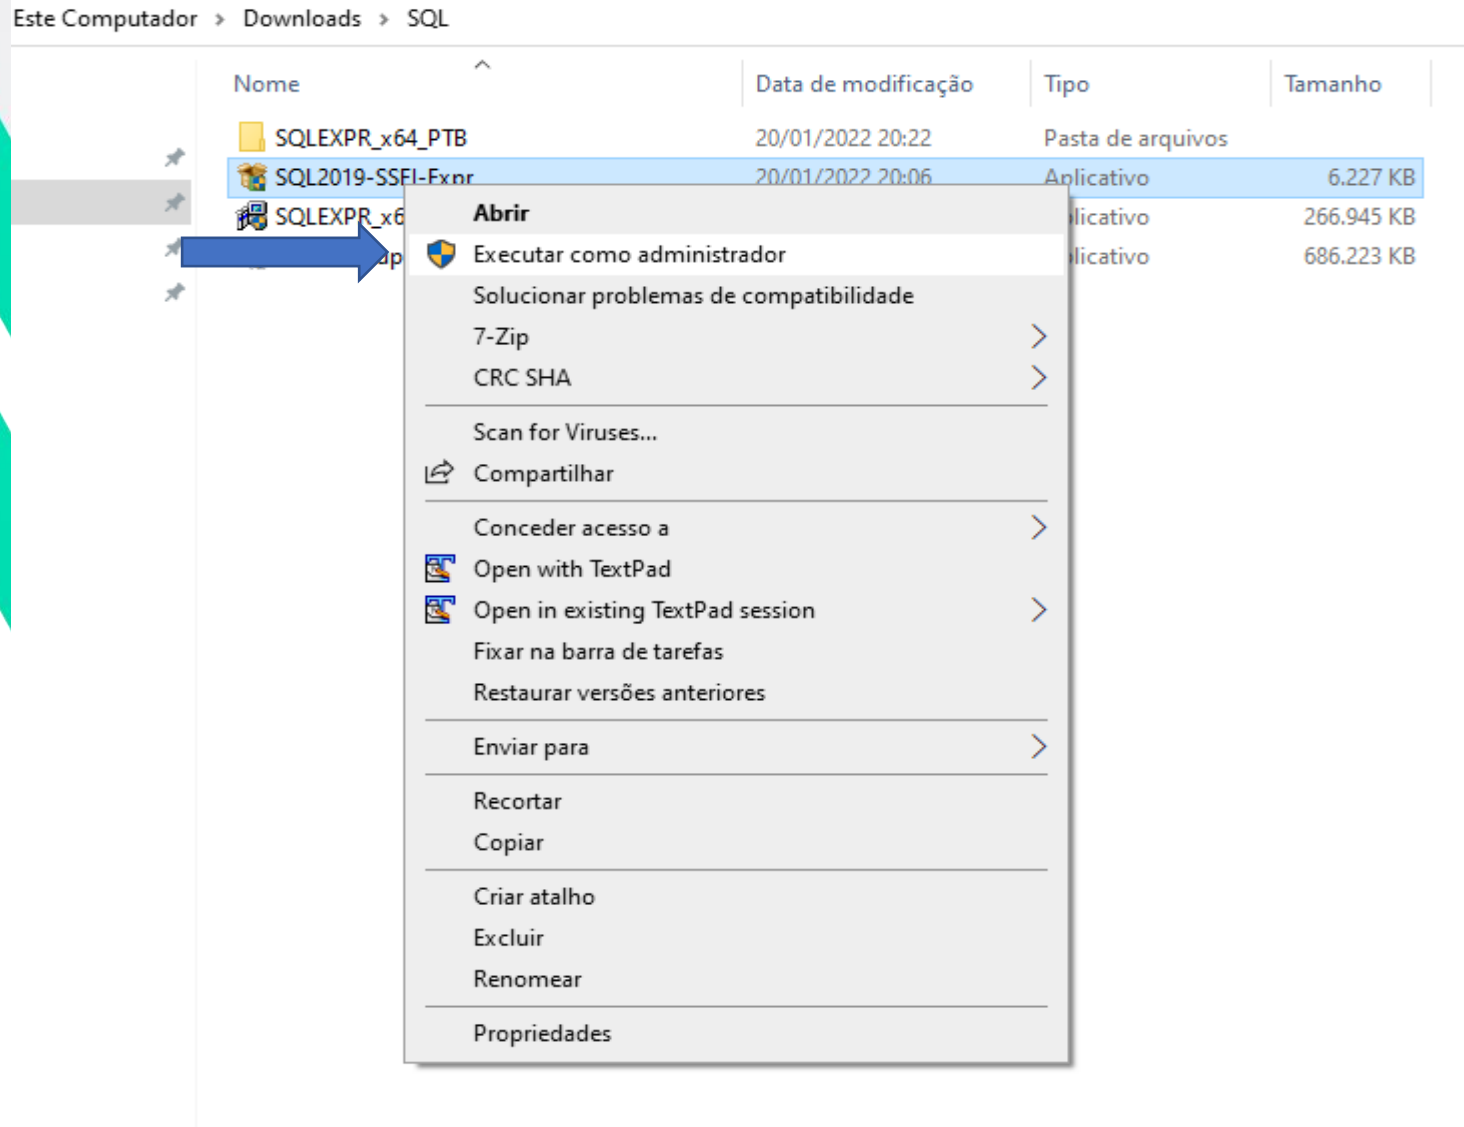 Este Computador > Downloads > SQL
Nome Data de modificação Tipo Tamanho
SQLEXPR_x64_PTB 20/01/2022 20:22 Pasta de arquivos
SQL2019-SSEI-Expr 20/01/2022 20:06 Aplicativo 6.227 KB
SQLEXPR_x6 plicativo 266.945 KB
up plicativo 686.223 KB
Abrir
Executar como administrador
Solucionar problemas de compatibilidade
7-Zip
CRC SHA
Scan for Viruses...
Compartilhar
Conceder acesso a
Open with TextPad
Open in existing TextPad session
Fixar na barra de tarefas
Restaurar versões anteriores
Enviar para
Recortar
Copiar
Criar atalho
Excluir
Renomear
Propriedades